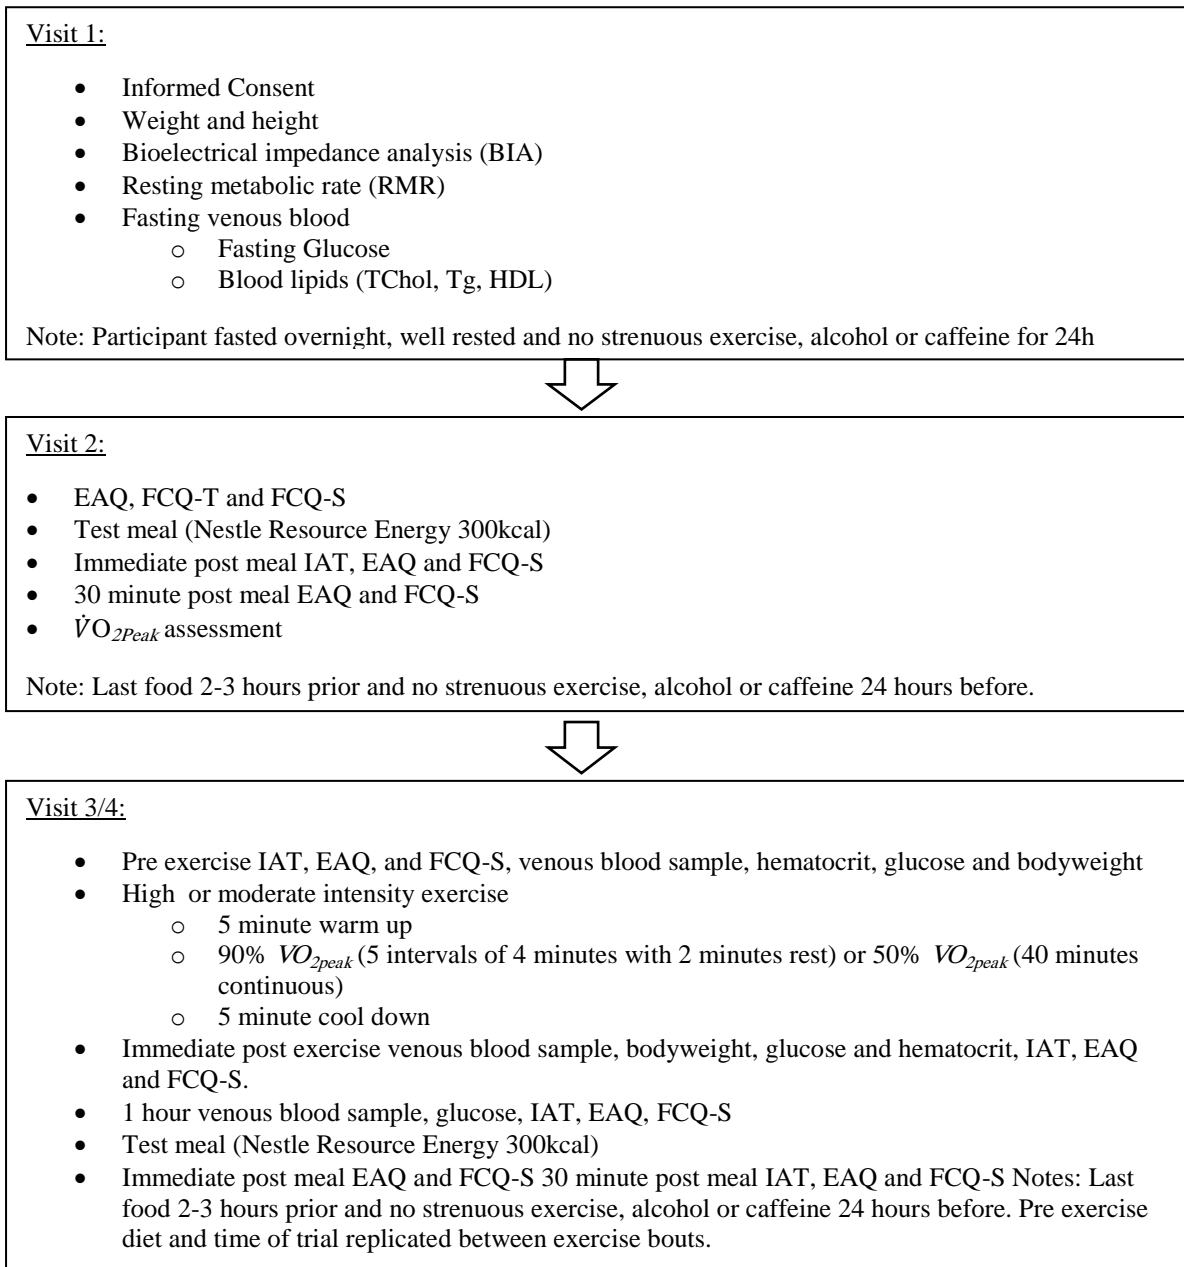 Visit 1:
• Informed Consent
• Weight and height
• Bioelectrical impedance analysis (BIA)
• Resting metabolic rate (RMR)
• Fasting venous blood
o Fasting Glucose
o Blood lipids (TChol, Tg, HDL)
Note: Participant fasted overnight, well rested and no strenuous exercise, alcohol or caffeine for 24h
Visit 2:
• EAQ, FCQ-T and FCQ-S
• Test meal (Nestle Resource Energy 300kcal)
• Immediate post meal IAT, EAQ and FCQ-S
• 30 minute post meal EAQ and FCQ-S
• V̇O2Peak assessment
Note: Last food 2-3 hours prior and no strenuous exercise, alcohol or caffeine 24 hours before.
Visit 3/4:
• Pre exercise IAT, EAQ, and FCQ-S, venous blood sample, hematocrit, glucose and bodyweight
• High or moderate intensity exercise
o 5 minute warm up
o 90% VO2peak (5 intervals of 4 minutes with 2 minutes rest) or 50% VO2peak (40 minutes
continuous)
o 5 minute cool down
• Immediate post exercise venous blood sample, bodyweight, glucose and hematocrit, IAT, EAQ
and FCQ-S.
• 1 hour venous blood sample, glucose, IAT, EAQ, FCQ-S
• Test meal (Nestle Resource Energy 300kcal)
• Immediate post meal EAQ and FCQ-S 30 minute post meal IAT, EAQ and FCQ-S Notes: Last
food 2-3 hours prior and no strenuous exercise, alcohol or caffeine 24 hours before. Pre exercise
diet and time of trial replicated between exercise bouts.